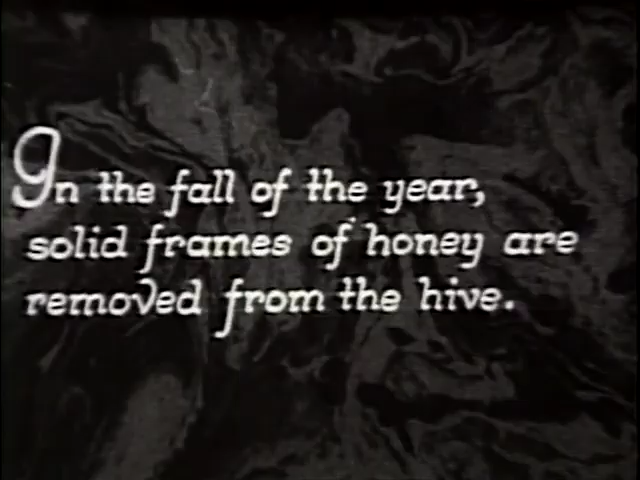 In the fall of the year,
solid frames of honey are
removed from the hive.